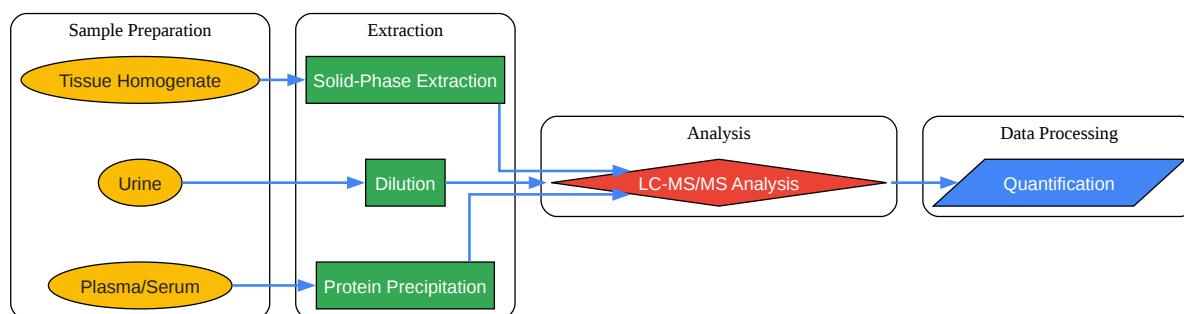 Sample Preparation
Extraction
Tissue Homogenate
Solid-Phase Extraction
Analysis
Data Processing
Urine
Dilution
LC-MS/MS Analysis
Quantification
Plasma/Serum
Protein Precipitation